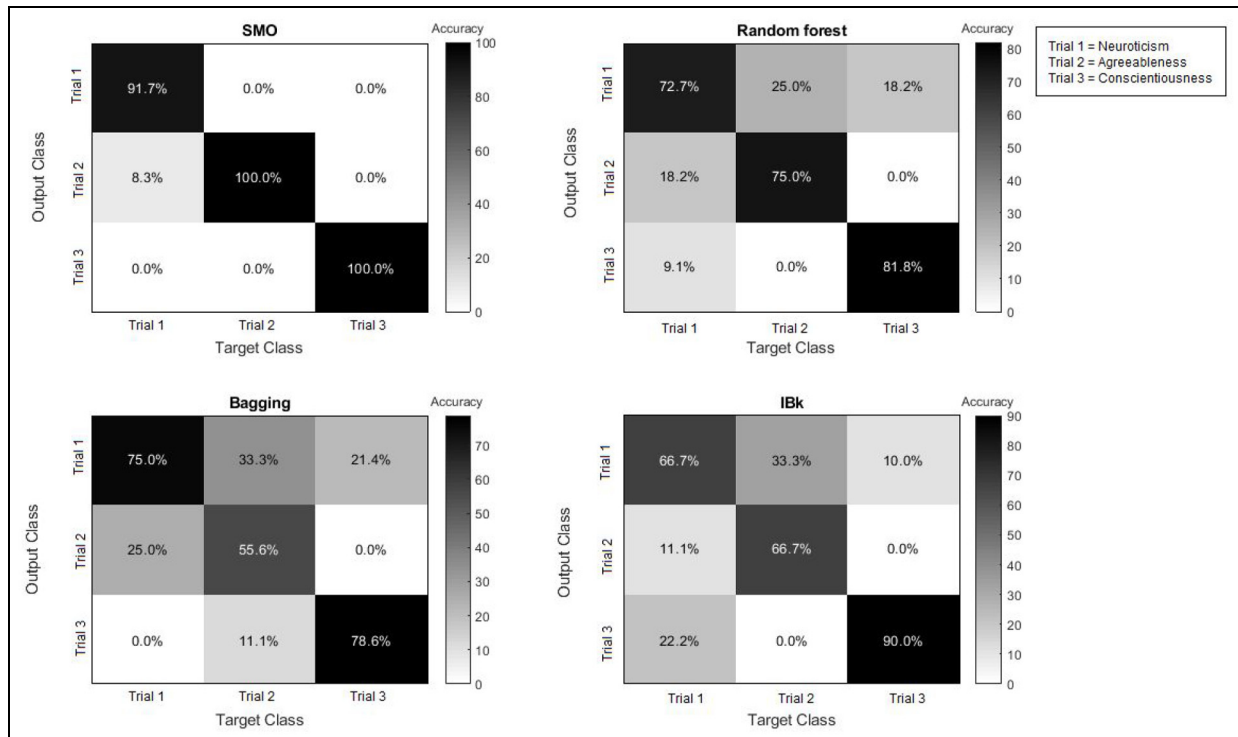 SMO
Accuracy
100
80
60
40
20
0
Output Class
Trial 1
Trial 2
Trial 3
91.7% 0.0% 0.0%
8.3% 100.0% 0.0%
0.0% 0.0% 100.0%
Trial 1 Trial 2 Trial 3
Target Class
Random forest
Accuracy
80
70
60
50
40
30
20
10
0
Output Class
Trial 1
Trial 2
Trial 3
72.7% 25.0% 18.2%
18.2% 75.0% 0.0%
9.1% 0.0% 81.8%
Trial 1 Trial 2 Trial 3
Target Class
Trial 1 = Neuroticism
Trial 2 = Agreeableness
Trial 3 = Conscientiousness
Bagging
Accuracy
70
60
50
40
30
20
10
0
Output Class
Trial 1
Trial 2
Trial 3
75.0% 33.3% 21.4%
25.0% 55.6% 0.0%
0.0% 11.1% 78.6%
Trial 1 Trial 2 Trial 3
Target Class
IBk
Accuracy
90
80
70
60
50
40
30
20
10
0
Output Class
Trial 1
Trial 2
Trial 3
66.7% 33.3% 10.0%
11.1% 66.7% 0.0%
22.2% 0.0% 90.0%
Trial 1 Trial 2 Trial 3
Target Class